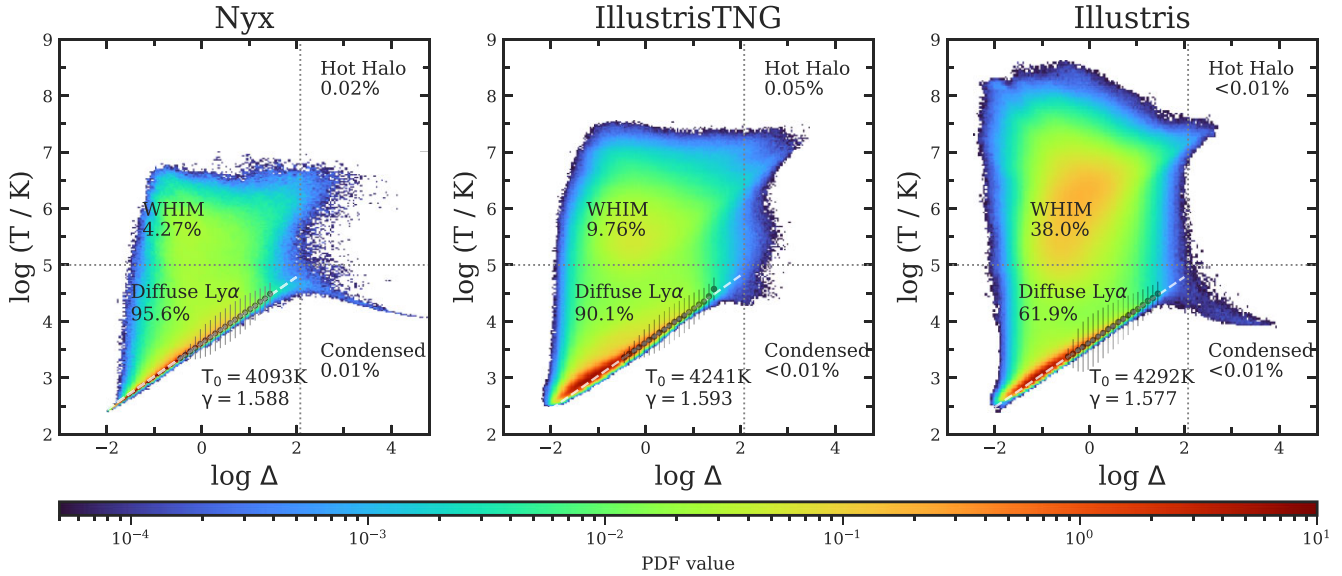 Nyx
IllustrisTNG
Illustris
log (T / K)
9
8
7
6
5
4
3
2
Hot Halo
0.02%
WHIM
4.27%
Diffuse Lyα
95.6%
Condensed
0.01%
T₀ = 4093K
γ = 1.588
−2
0
2
4
log Δ
log (T / K)
9
8
7
6
5
4
3
2
Hot Halo
0.05%
WHIM
9.76%
Diffuse Lyα
90.1%
Condensed
<0.01%
T₀ = 4241K
γ = 1.593
−2
0
2
4
log Δ
log (T / K)
9
8
7
6
5
4
3
2
Hot Halo
<0.01%
WHIM
38.0%
Diffuse Lyα
61.9%
Condensed
<0.01%
T₀ = 4292K
γ = 1.577
−2
0
2
4
log Δ
10⁻⁴
10⁻³
10⁻²
10⁻¹
10⁰
10¹
PDF value